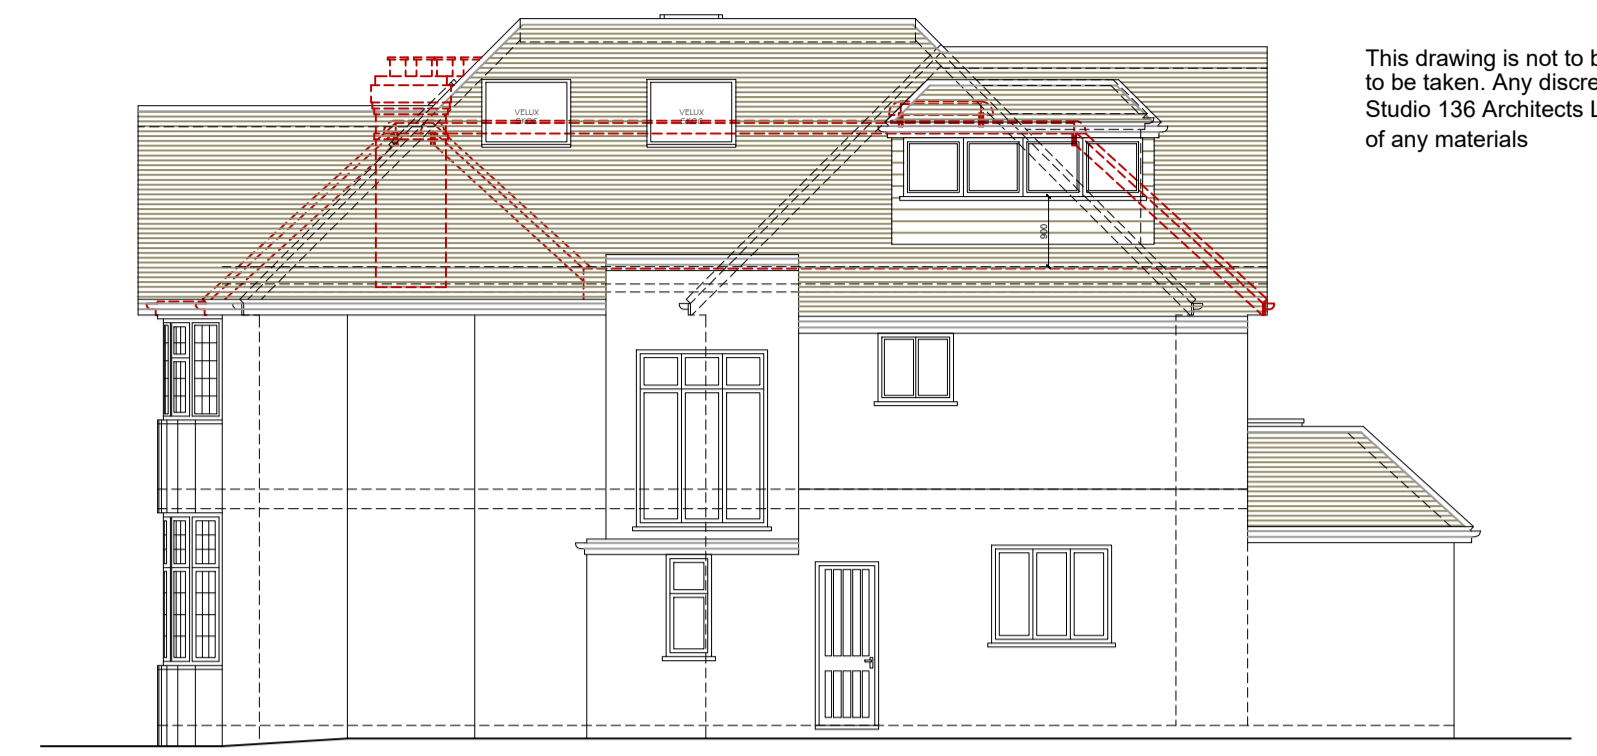 This drawing is not to b
to be taken. Any discre
Studio 136 Architects L
of any materials
VELUX
VELUX
900